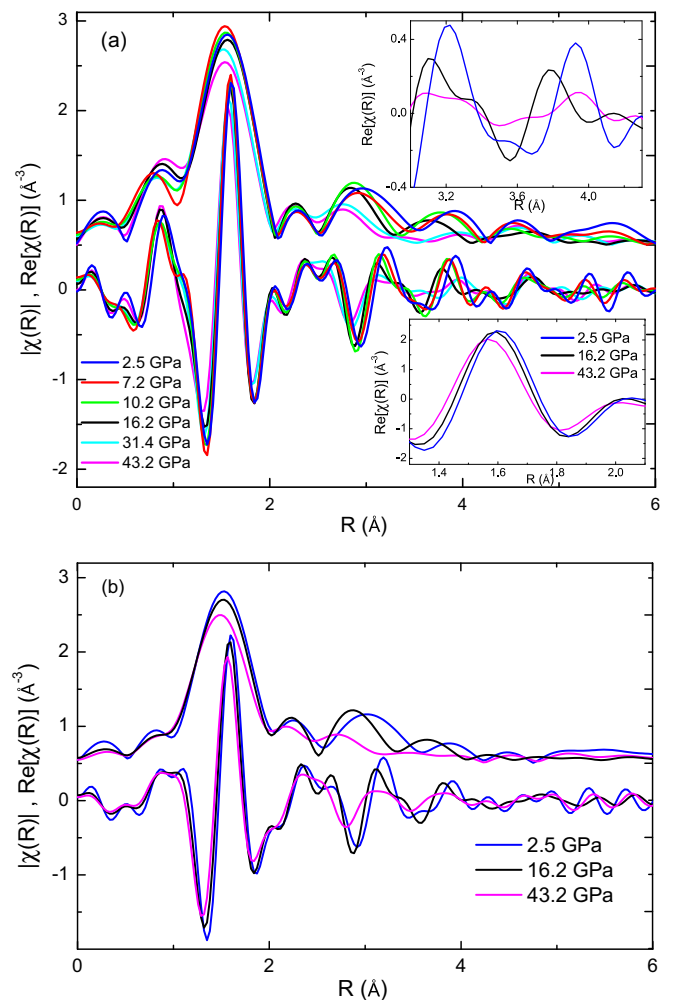 (a)
|χ(R)| , Re[χ(R)] (Å⁻³)
3
2
1
0
-1
-2
0
2
4
6
R (Å)
2.5 GPa
7.2 GPa
10.2 GPa
16.2 GPa
31.4 GPa
43.2 GPa
Re[χ(R)] (Å⁻³)
0.4
0.0
-0.4
3.2
3.6
4.0
R (Å)
Re[χ(R)] (Å⁻³)
2
1
0
-1
-2
1.4
1.6
1.8
2.0
R (Å)
2.5 GPa
16.2 GPa
43.2 GPa
(b)
|χ(R)| , Re[χ(R)] (Å⁻³)
3
2
1
0
-1
0
2
4
6
R (Å)
2.5 GPa
16.2 GPa
43.2 GPa